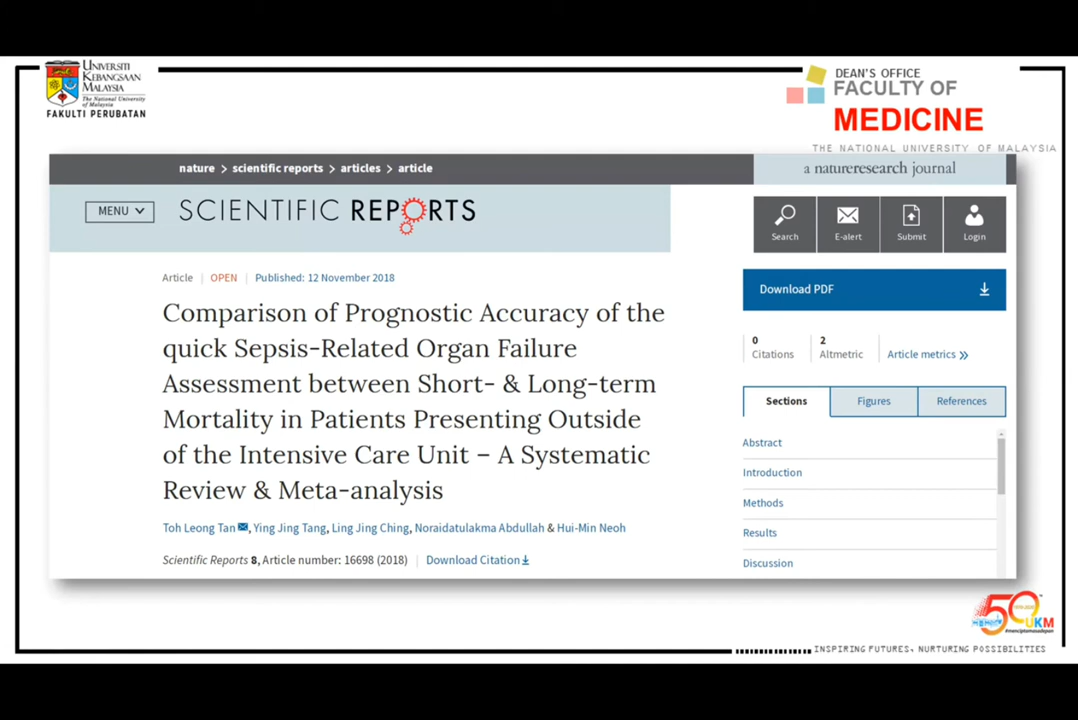 UNIVERSITI
KEBANGSAAN
MALAYSIA
The National University
of Malaysia
FAKULTI PERUBATAN
DEAN'S OFFICE
FACULTY OF
MEDICINE
THE NATIONAL UNIVERSITY OF MALAYSIA
nature > scientific reports > articles > article
a natureresearch journal
MENU
SCIENTIFIC REPORTS
Search
E-alert
Submit
Login
Article | OPEN | Published: 12 November 2018
Comparison of Prognostic Accuracy of the
quick Sepsis-Related Organ Failure
Assessment between Short- & Long-term
Mortality in Patients Presenting Outside
of the Intensive Care Unit – A Systematic
Review & Meta-analysis
Toh Leong Tan, Ying Jing Tang, Ling Jing Ching, Noraidatulakma Abdullah & Hui-Min Neoh
Scientific Reports 8, Article number: 16698 (2018) | Download Citation
Download PDF
0
Citations
2
Altmetric
Article metrics »
Sections
Figures
References
Abstract
Introduction
Methods
Results
Discussion
50
UKM
INSPIRING FUTURES, NURTURING POSSIBILITIES